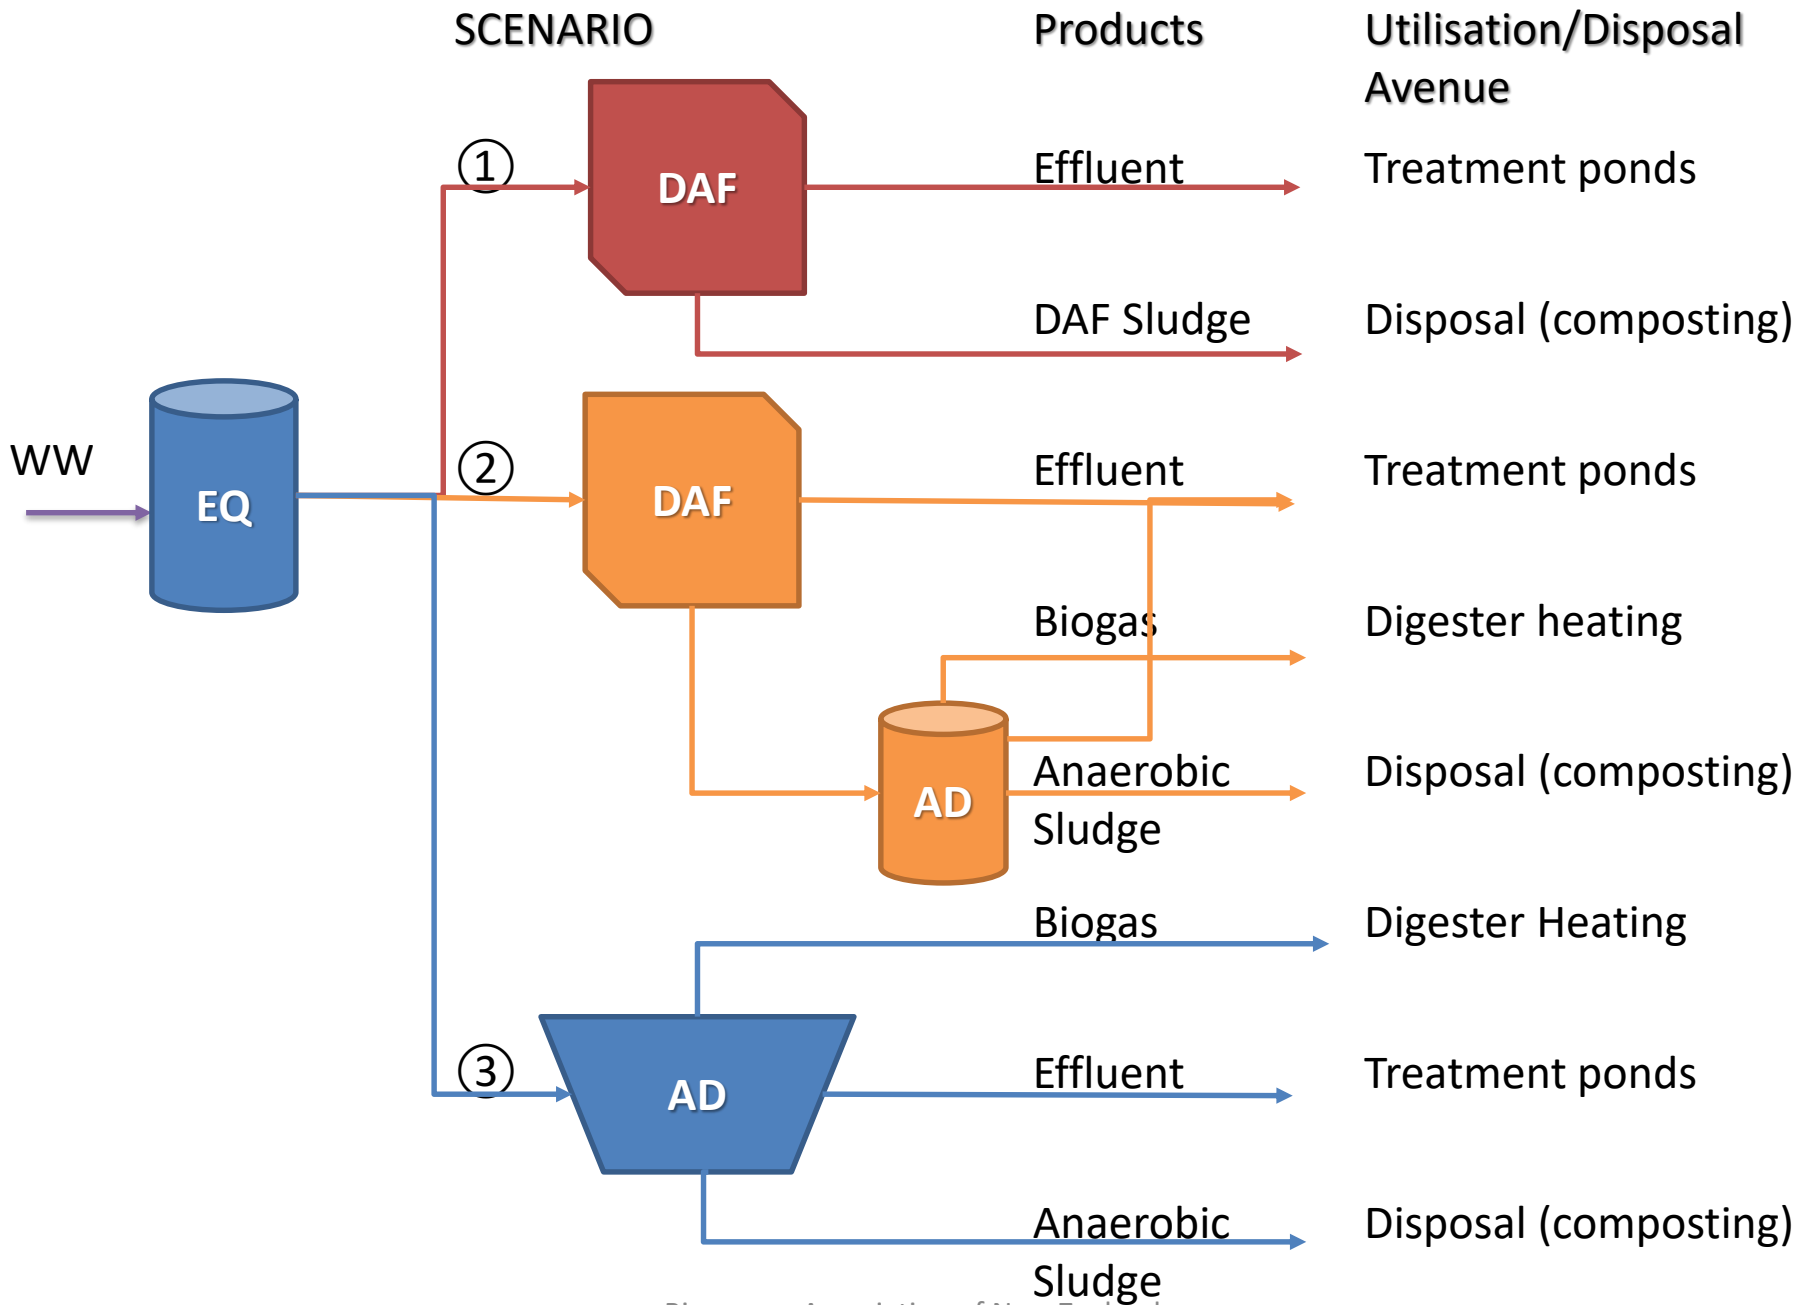 SCENARIO
Products
Utilisation/Disposal
Avenue
1
DAF
Effluent
Treatment ponds
DAF Sludge
Disposal (composting)
WW
EQ
2
DAF
Effluent
Treatment ponds
Biogas
Digester heating
AD
Anaerobic
Sludge
Disposal (composting)
Biogas
Digester Heating
3
AD
Effluent
Treatment ponds
Anaerobic
Sludge
Disposal (composting)